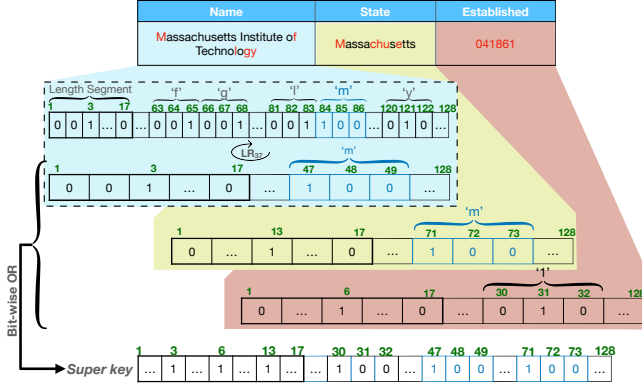 Name State Established
Massachusetts Institute of Technology Massachusetts 041861
Length Segment 'f' 'g' 'l' 'm' 'y'
1 3 17 63 64 65 66 67 68 81 82 83 84 85 86 120 121 122 128
0 0 1 ... 0 ... 0 0 1 0 0 1 ... 0 0 1 1 0 0 ... 0 1 0 ...
LR37 'm'
1 3 17 47 48 49 128
0 0 1 ... 0 ... 1 0 0 ...
'm'
1 13 17 71 72 73 128
0 ... 1 ... 0 ... 1 0 0 ...
'1'
1 6 17 30 31 32 128
0 ... 1 ... 0 ... 0 1 0 ...
Bit-wise OR
1 3 6 13 17 30 31 32 47 48 49 71 72 73 128
Super key ... 1 ... 1 ... 1 ... ... 1 0 0 ... 1 0 0 ... 1 0 0 ...